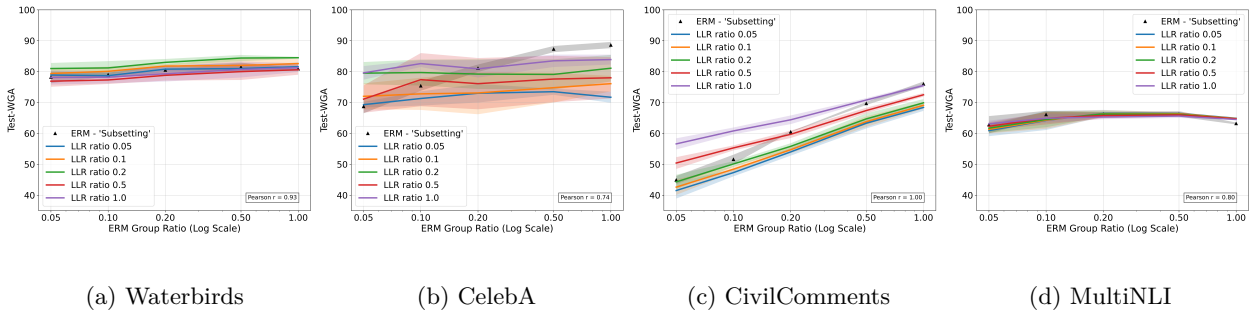 Test-WGA
100
90
80
70
60
50
40
0.05
0.10
0.20
0.50
1.00
ERM Group Ratio (Log Scale)
ERM - 'Subsetting'
LLR ratio 0.05
LLR ratio 0.1
LLR ratio 0.2
LLR ratio 0.5
LLR ratio 1.0
Pearson r = 0.93
(a) Waterbirds
Test-WGA
100
90
80
70
60
50
40
0.05
0.10
0.20
0.50
1.00
ERM Group Ratio (Log Scale)
ERM - 'Subsetting'
LLR ratio 0.05
LLR ratio 0.1
LLR ratio 0.2
LLR ratio 0.5
LLR ratio 1.0
Pearson r = 0.74
(b) CelebA
Test-WGA
100
90
80
70
60
50
40
0.05
0.10
0.20
0.50
1.00
ERM Group Ratio (Log Scale)
ERM - 'Subsetting'
LLR ratio 0.05
LLR ratio 0.1
LLR ratio 0.2
LLR ratio 0.5
LLR ratio 1.0
Pearson r = 1.00
(c) CivilComments
Test-WGA
100
90
80
70
60
50
40
0.05
0.10
0.20
0.50
1.00
ERM Group Ratio (Log Scale)
ERM - 'Subsetting'
LLR ratio 0.05
LLR ratio 0.1
LLR ratio 0.2
LLR ratio 0.5
LLR ratio 1.0
Pearson r = 0.80
(d) MultiNLI